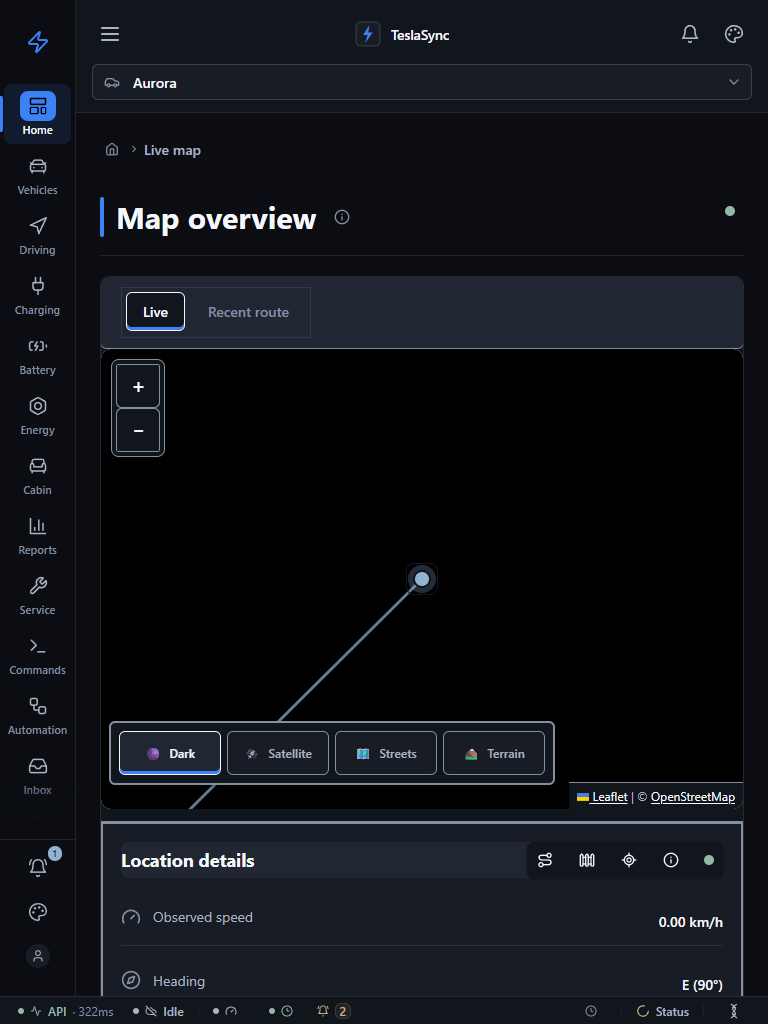 TeslaSync
Aurora
Home
Vehicles
Driving
Charging
Battery
Energy
Cabin
Reports
Service
Commands
Automation
Inbox
1
Live map
Map overview
Live
Recent route
+
−
Dark
Satellite
Streets
Terrain
Leaflet | © OpenStreetMap
Location details
Observed speed
0.00 km/h
Heading
E (90°)
API · 322ms
Idle
2
Status